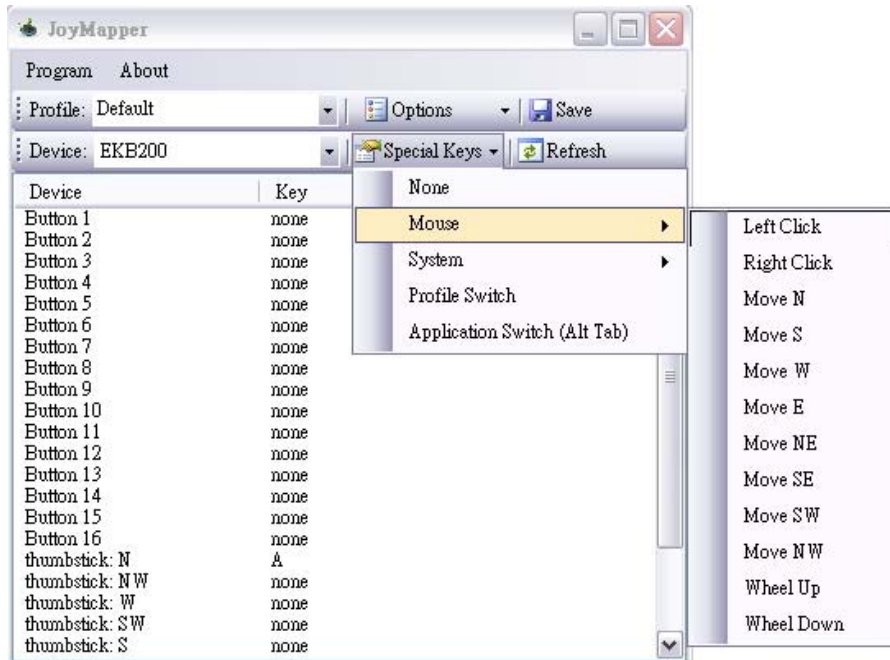 JoyMapper
Program About
Profile: Default Options Save
Device: EKB200 Special Keys Refresh
Device Key
Button 1 none
Button 2 none
Button 3 none
Button 4 none
Button 5 none
Button 6 none
Button 7 none
Button 8 none
Button 9 none
Button 10 none
Button 11 none
Button 12 none
Button 13 none
Button 14 none
Button 15 none
Button 16 none
thumbstick: N A
thumbstick: NW none
thumbstick: W none
thumbstick: SW none
thumbstick: S none
None
Mouse
System
Profile Switch
Application Switch (Alt Tab)
Left Click
Right Click
Move N
Move S
Move W
Move E
Move NE
Move SE
Move SW
Move NW
Wheel Up
Wheel Down